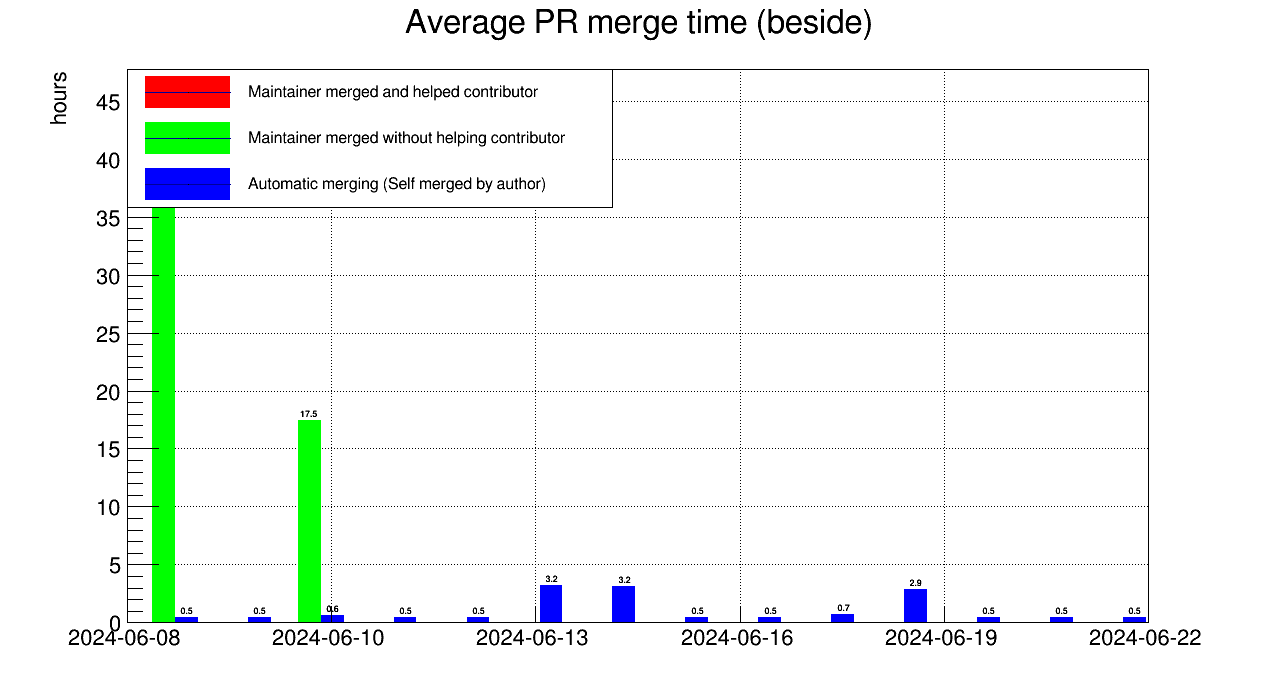 Average PR merge time (beside)
hours
Maintainer merged and helped contributor
Maintainer merged without helping contributor
Automatic merging (Self merged by author)
45
40
35
30
25
20
15
10
5
0
17.5
0.5 0.5 0.6 0.5 0.5 3.2 3.2 0.5 0.5 0.7 2.9 0.5 0.5 0.5
2024-06-08 2024-06-10 2024-06-13 2024-06-16 2024-06-19 2024-06-22